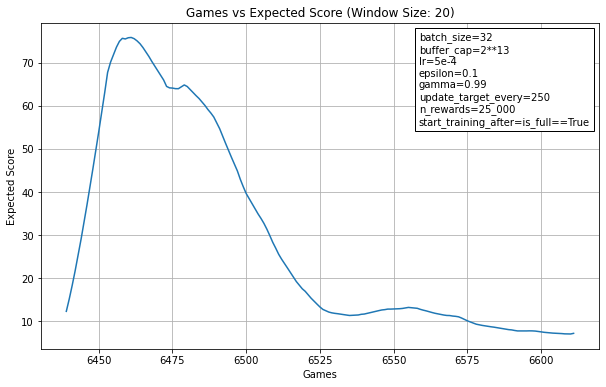 Games vs Expected Score (Window Size: 20)
batch_size=32
buffer_cap=2**13
lr=5e-4
epsilon=0.1
gamma=0.99
update_target_every=250
n_rewards=25_000
start_training_after=is_full==True
Expected Score
70
60
50
40
30
20
10
6450
6475
6500
6525
6550
6575
6600
Games